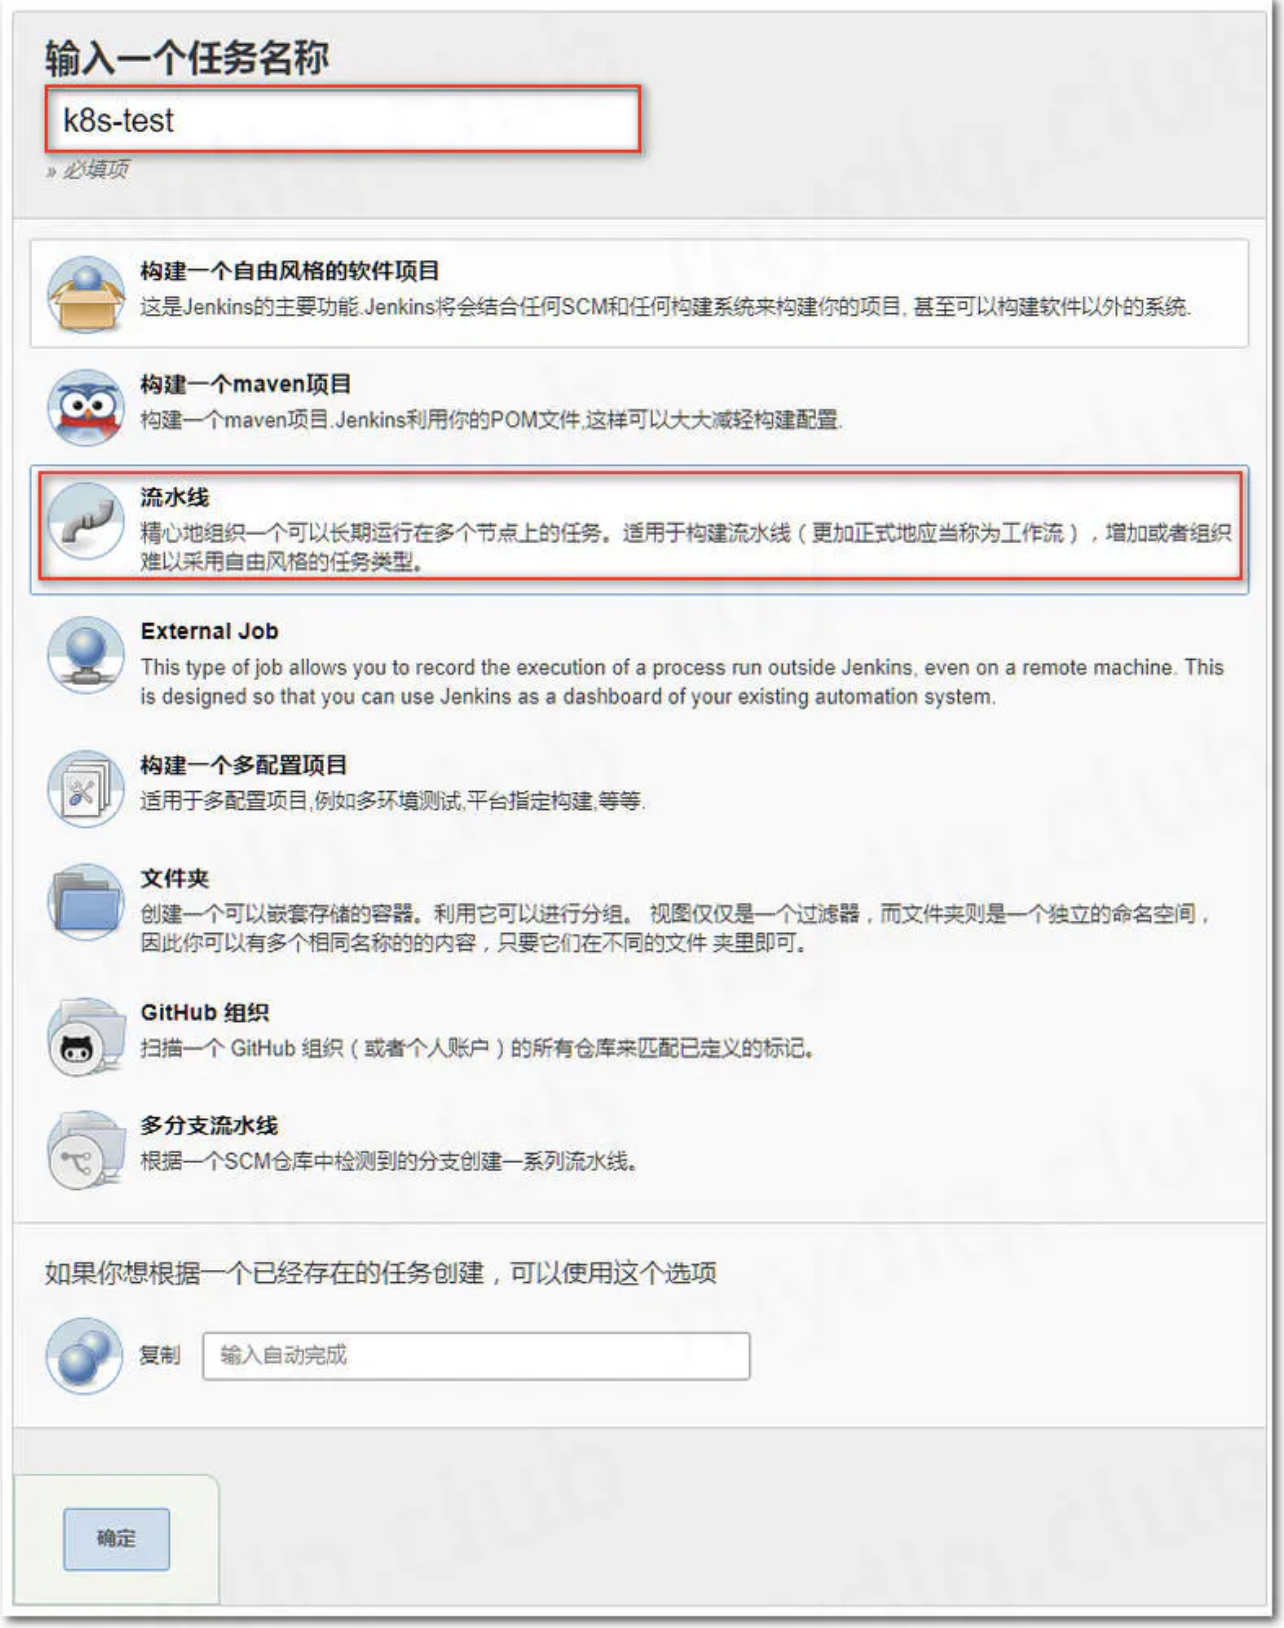 输入一个任务名称
k8s-test
» 必填项
构建一个自由风格的软件项目
这是Jenkins的主要功能.Jenkins将会结合任何SCM和任何构建系统来构建你的项目, 甚至可以构建软件以外的系统.
构建一个maven项目
构建一个maven项目.Jenkins利用你的POM文件,这样可以大大减轻构建配置.
流水线
精心地组织一个可以长期运行在多个节点上的任务。适用于构建流水线（更加正式地应当称为工作流），增加或者组织
难以采用自由风格的任务类型。
External Job
This type of job allows you to record the execution of a process run outside Jenkins, even on a remote machine. This
is designed so that you can use Jenkins as a dashboard of your existing automation system.
构建一个多配置项目
适用于多配置项目,例如多环境测试,平台指定构建,等等.
文件夹
创建一个可以嵌套存储的容器。利用它可以进行分组。 视图仅仅是一个过滤器，而文件夹则是一个独立的命名空间，
因此你可以有多个相同名称的的内容，只要它们在不同的文件 夹里即可。
GitHub 组织
扫描一个 GitHub 组织（或者个人账户）的所有仓库来匹配已定义的标记。
多分支流水线
根据一个SCM仓库中检测到的分支创建一系列流水线。
如果你想根据一个已经存在的任务创建，可以使用这个选项
复制 输入自动完成
确定